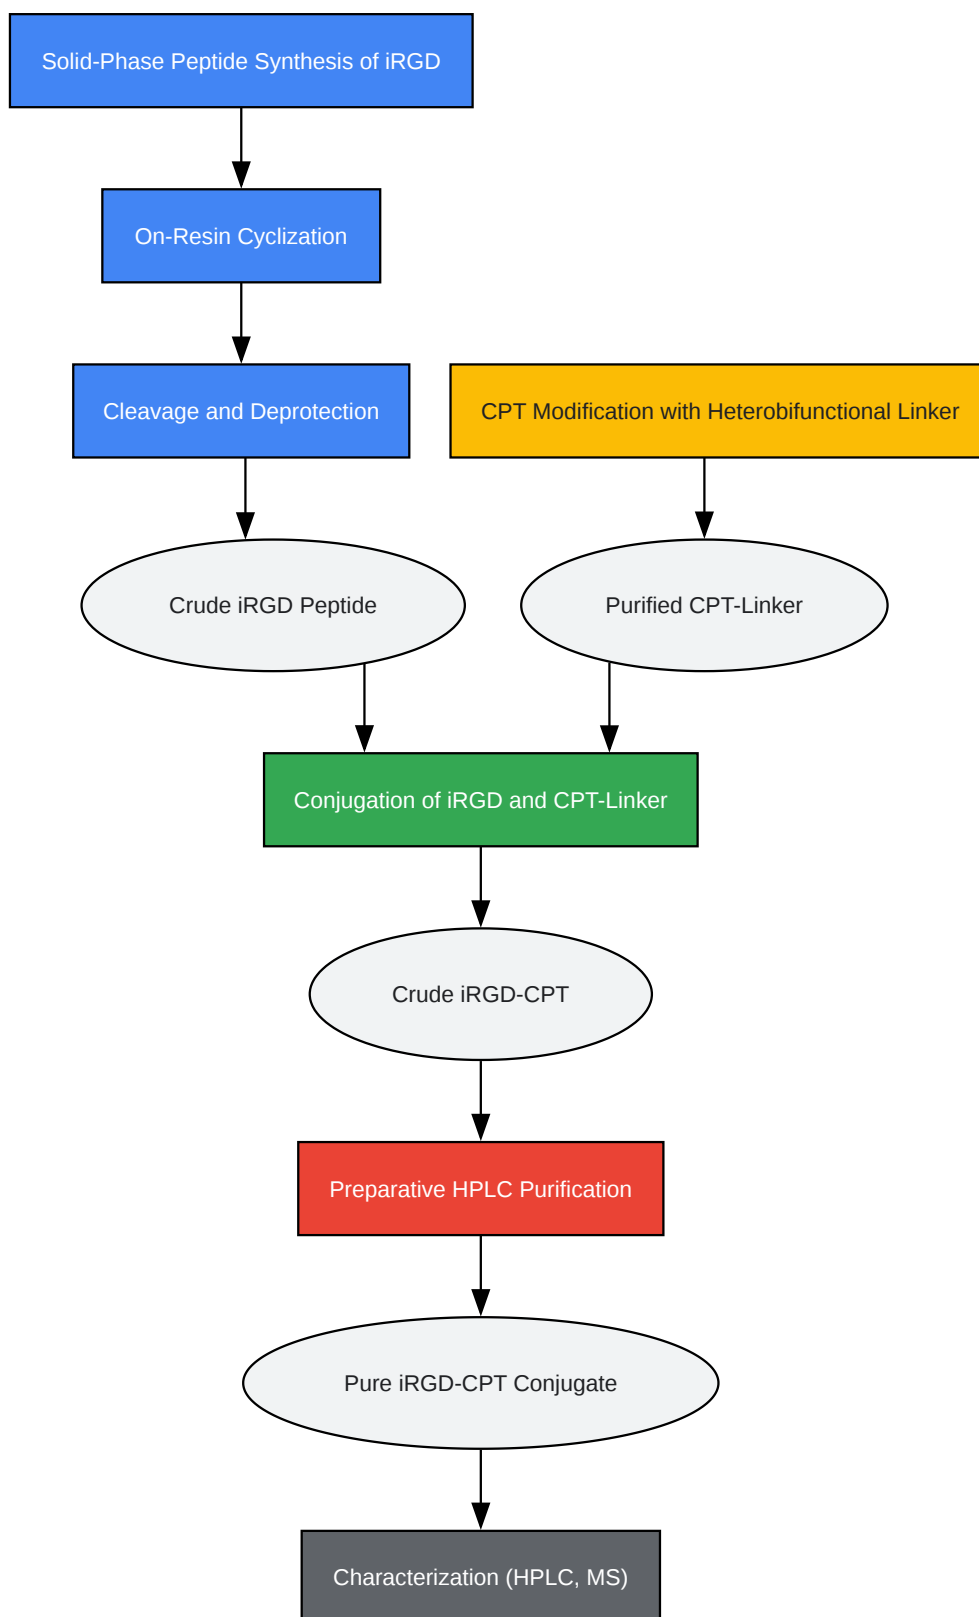 Solid-Phase Peptide Synthesis of iRGD
On-Resin Cyclization
Cleavage and Deprotection
CPT Modification with Heterobifunctional Linker
Crude iRGD Peptide
Purified CPT-Linker
Conjugation of iRGD and CPT-Linker
Crude iRGD-CPT
Preparative HPLC Purification
Pure iRGD-CPT Conjugate
Characterization (HPLC, MS)